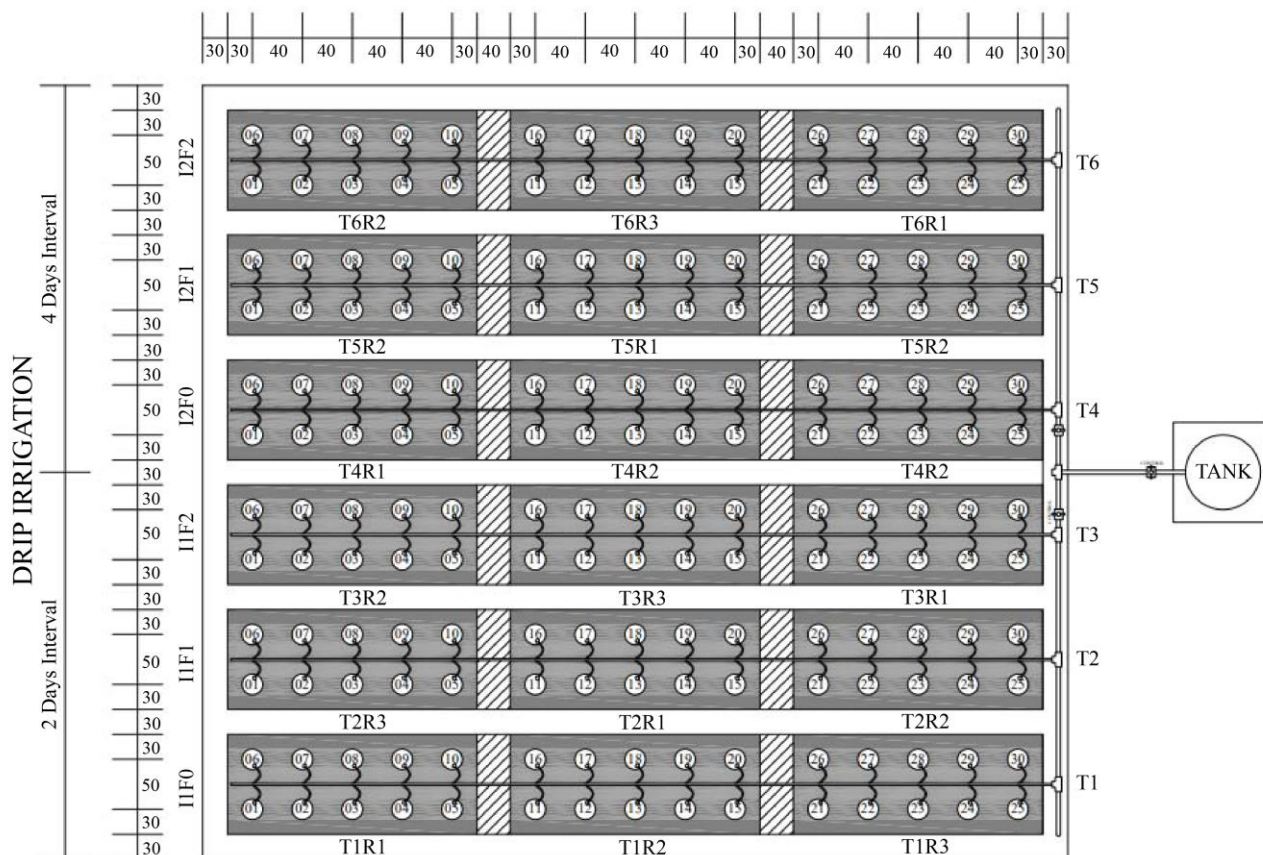 30 30 40 40 40 40 30 40 30 40 40 40 40 30 40 30 40 40 40 40 30 30
DRIP IRRIGATION
4 Days Interval
2 Days Interval
30
30 06 07 08 09 10 16 17 18 19 20 26 27 28 29 30
50 I2F2 T6
30 01 02 03 04 05 11 12 13 14 15 21 22 23 24 25
30 T6R2 T6R3 T6R1
30 06 07 08 09 10 16 17 18 19 20 26 27 28 29 30
50 I2F1 T5
30 01 02 03 04 05 11 12 13 14 15 21 22 23 24 25
30 T5R2 T5R1 T5R2
30 06 07 08 09 10 16 17 18 19 20 26 27 28 29 30
50 I2F0 T4
30 01 02 03 04 05 11 12 13 14 15 21 22 23 24 25
30 T4R1 T4R2 T4R2 TANK
30 06 07 08 09 10 16 17 18 19 20 26 27 28 29 30
50 I1F2 T3
30 01 02 03 04 05 11 12 13 14 15 21 22 23 24 25
30 T3R2 T3R3 T3R1
30 06 07 08 09 10 16 17 18 19 20 26 27 28 29 30
50 I1F1 T2
30 01 02 03 04 05 11 12 13 14 15 21 22 23 24 25
30 T2R3 T2R1 T2R2
30 06 07 08 09 10 16 17 18 19 20 26 27 28 29 30
50 I1F0 T1
30 01 02 03 04 05 11 12 13 14 15 21 22 23 24 25
30 T1R1 T1R2 T1R3